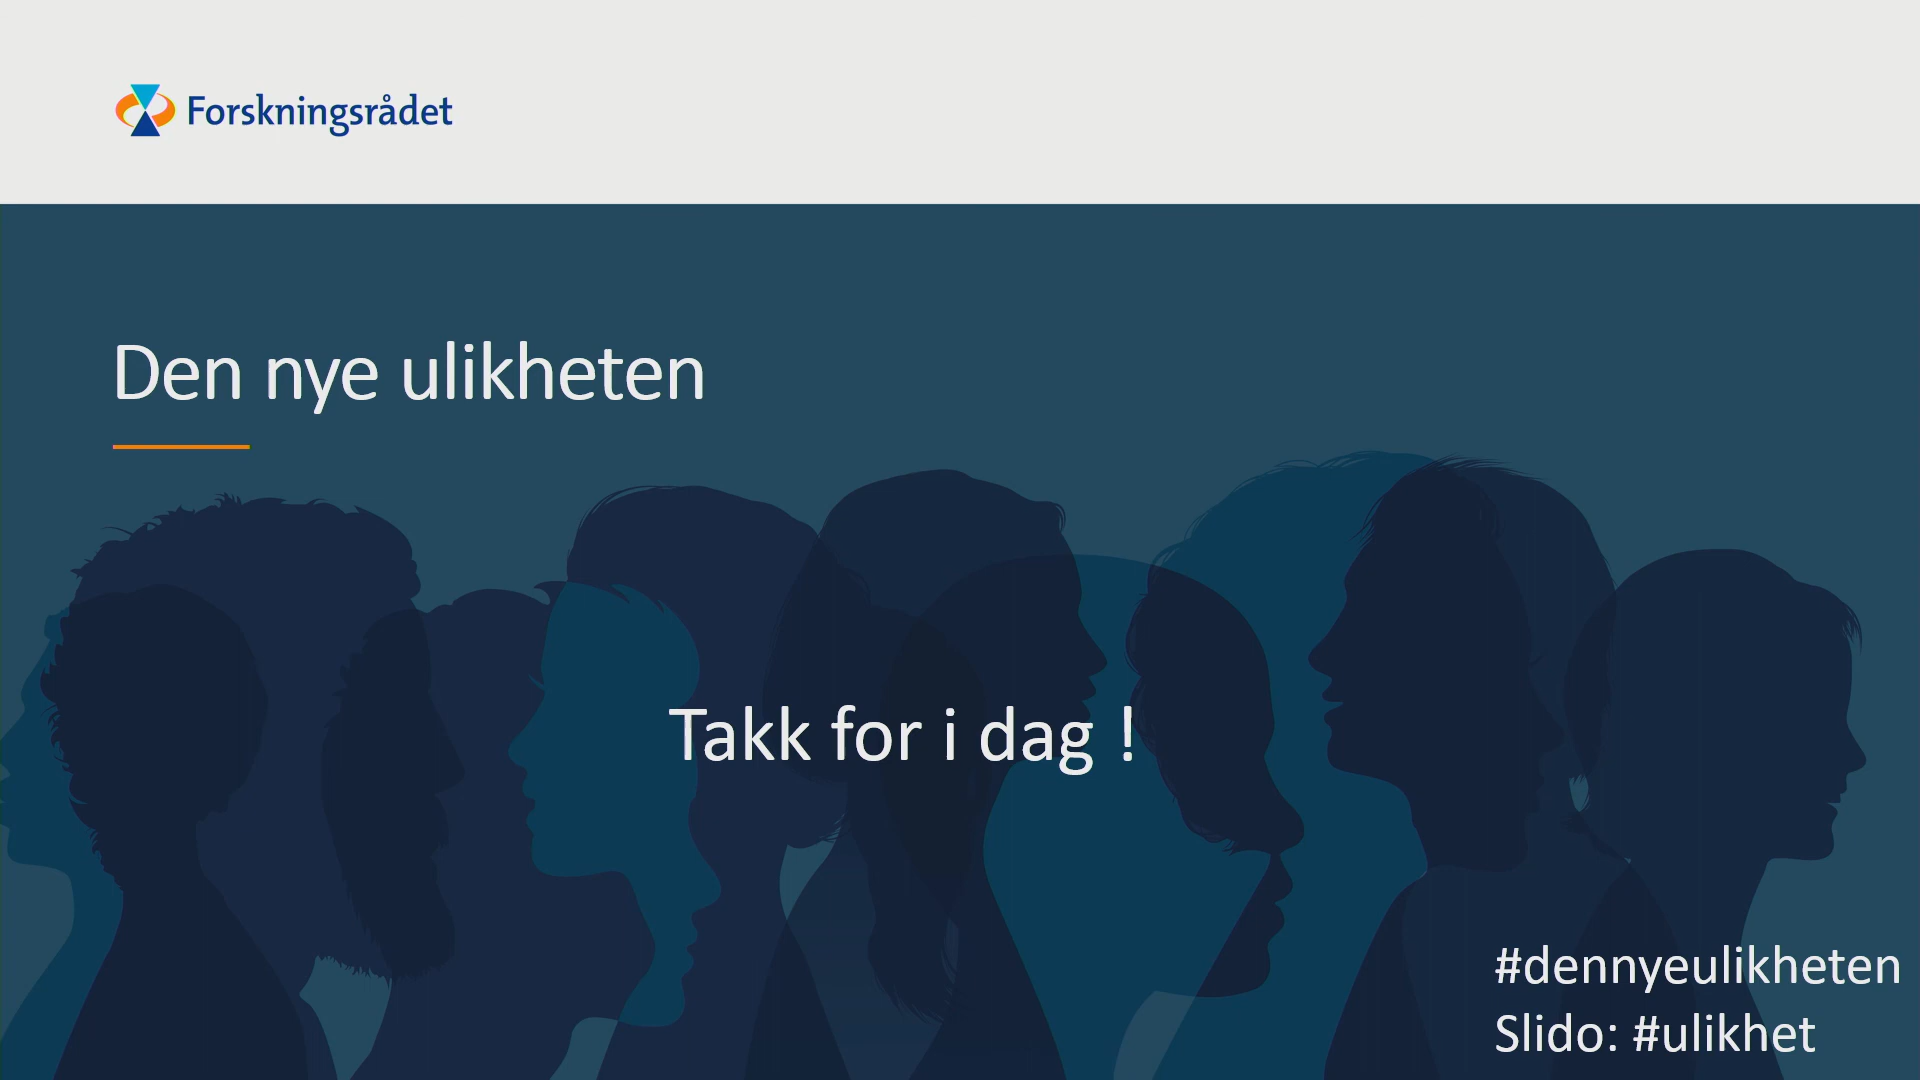 Forskningsrådet
Den nye ulikheten
Takk for i dag !
#dennyeulikheten
Slido: #ulikhet